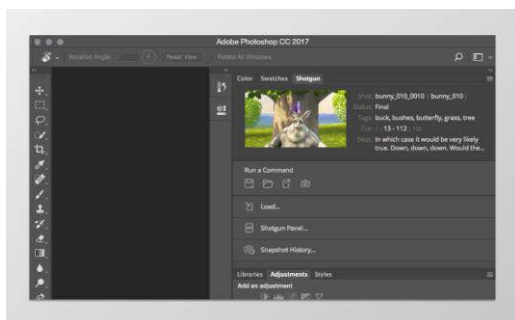 Adobe Photoshop CC 2017
Rotation Angle:
Reset View
Rotate All Windows
Color Swatches Shotgun
Shot: bunny_010_0010 ( bunny_010 )
Status: Final
Tags: buck, bushes, butterfly, grass, tree
Cut: 1 | 13 - 112 |
Desc: In which case it would be very likely
true. Down, down, down. Would the...
Run a Command
Load...
Shotgun Panel...
Snapshot History...
Libraries Adjustments Styles
Add an adjustment